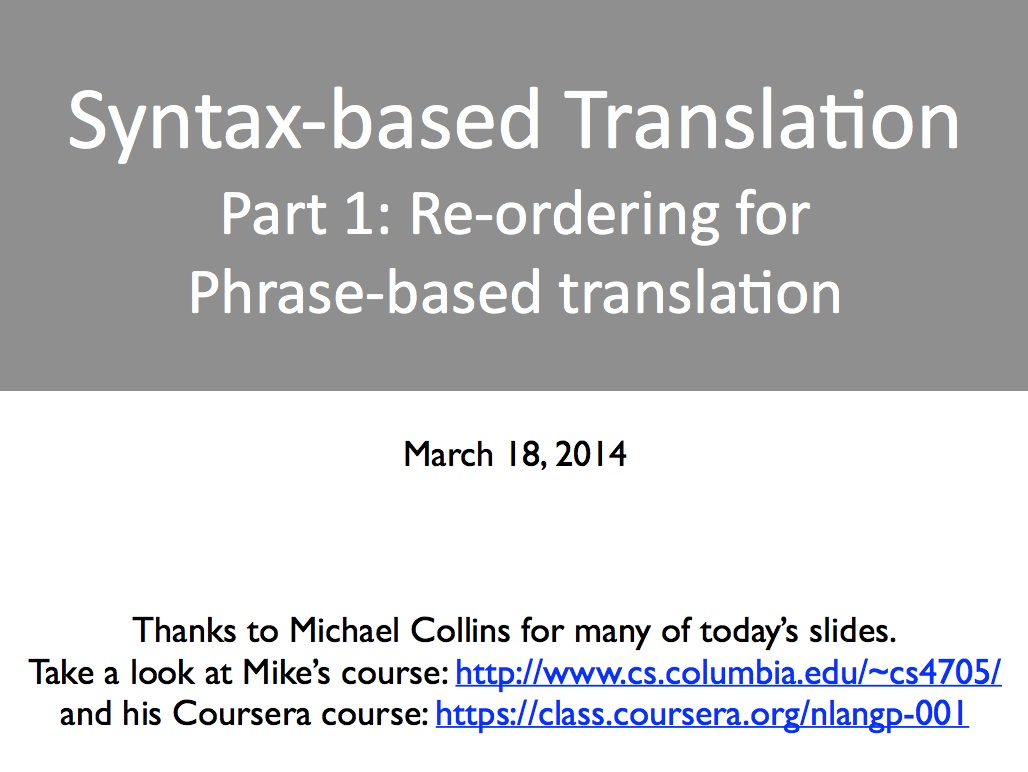 Syntax-based Translation
Part 1: Re-ordering for
Phrase-based translation
March 18, 2014
Thanks to Michael Collins for many of today's slides.
Take a look at Mike's course: http://www.cs.columbia.edu/~cs4705/
and his Coursera course: https://class.coursera.org/nlangp-001